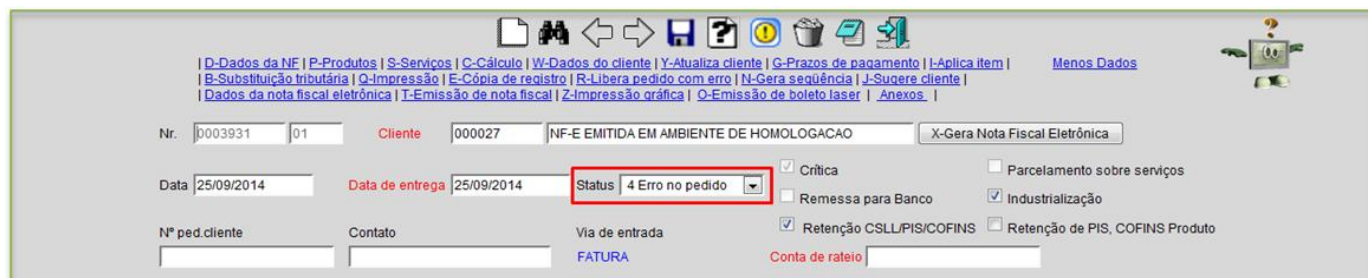 | D-Dados da NF | P-Produtos | S-Serviços | C-Cálculo | W-Dados do cliente | Y-Atualiza cliente | G-Prazos de pagamento | I-Aplica item | Menos Dados
| B-Substituição tributária | Q-Impressão | E-Cópia de registro | R-Libera pedido com erro | N-Gera seqüência | J-Sugere cliente |
| Dados da nota fiscal eletrônica | T-Emissão de nota fiscal | Z-Impressão gráfica | O-Emissão de boleto laser | Anexos |
Nr. 0003931 01 Cliente 000027 NF-E EMITIDA EM AMBIENTE DE HOMOLOGACAO X-Gera Nota Fiscal Eletrônica
Crítica Parcelamento sobre serviços
Data 25/09/2014 Data de entrega 25/09/2014 Status 4 Erro no pedido
Remessa para Banco Industrialização
Retenção CSLL/PIS/COFINS Retenção de PIS, COFINS Produto
Nº ped.cliente Contato Via de entrada
FATURA Conta de rateio